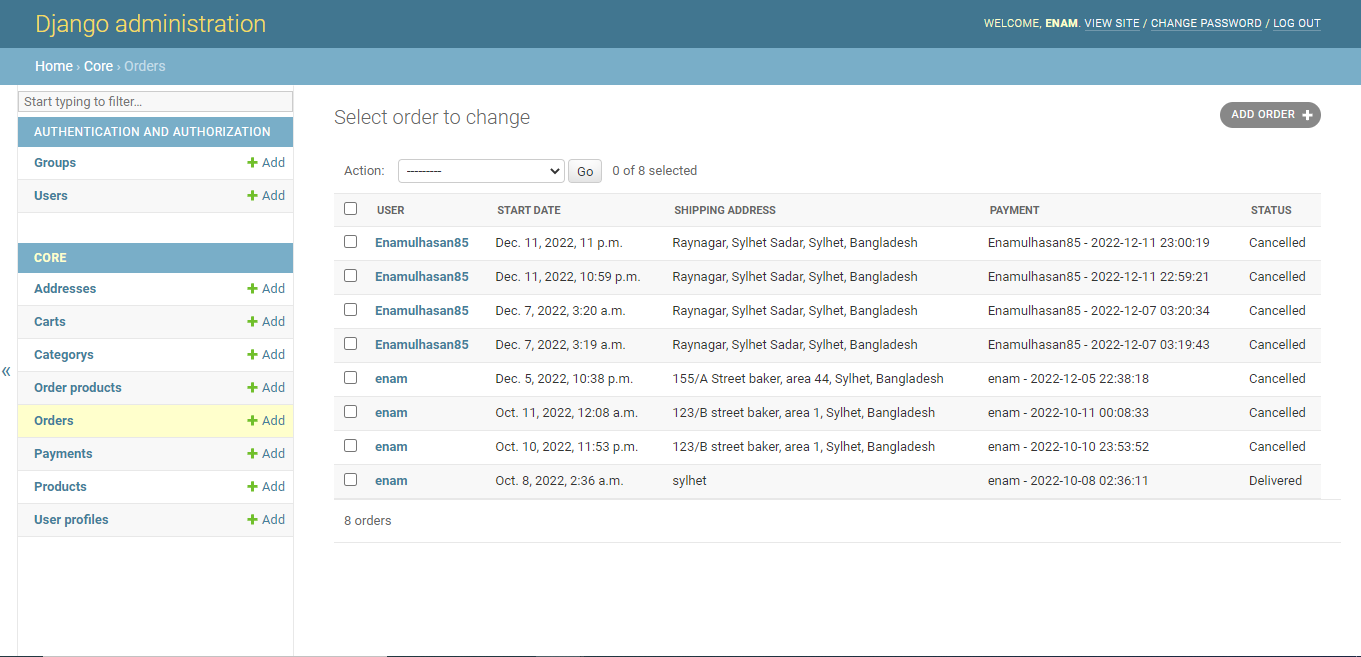 Django administration
WELCOME, ENAM. VIEW SITE / CHANGE PASSWORD / LOG OUT
Home › Core › Orders
Start typing to filter...
AUTHENTICATION AND AUTHORIZATION
Groups + Add
Users + Add
CORE
Addresses + Add
Carts + Add
Categorys + Add
Order products + Add
Orders + Add
Payments + Add
Products + Add
User profiles + Add
«
Select order to change
ADD ORDER +
Action: --------- Go 0 of 8 selected
USER START DATE SHIPPING ADDRESS PAYMENT STATUS
Enamulhasan85 Dec. 11, 2022, 11 p.m. Raynagar, Sylhet Sadar, Sylhet, Bangladesh Enamulhasan85 - 2022-12-11 23:00:19 Cancelled
Enamulhasan85 Dec. 11, 2022, 10:59 p.m. Raynagar, Sylhet Sadar, Sylhet, Bangladesh Enamulhasan85 - 2022-12-11 22:59:21 Cancelled
Enamulhasan85 Dec. 7, 2022, 3:20 a.m. Raynagar, Sylhet Sadar, Sylhet, Bangladesh Enamulhasan85 - 2022-12-07 03:20:34 Cancelled
Enamulhasan85 Dec. 7, 2022, 3:19 a.m. Raynagar, Sylhet Sadar, Sylhet, Bangladesh Enamulhasan85 - 2022-12-07 03:19:43 Cancelled
enam Dec. 5, 2022, 10:38 p.m. 155/A Street baker, area 44, Sylhet, Bangladesh enam - 2022-12-05 22:38:18 Cancelled
enam Oct. 11, 2022, 12:08 a.m. 123/B street baker, area 1, Sylhet, Bangladesh enam - 2022-10-11 00:08:33 Cancelled
enam Oct. 10, 2022, 11:53 p.m. 123/B street baker, area 1, Sylhet, Bangladesh enam - 2022-10-10 23:53:52 Cancelled
enam Oct. 8, 2022, 2:36 a.m. sylhet enam - 2022-10-08 02:36:11 Delivered
8 orders